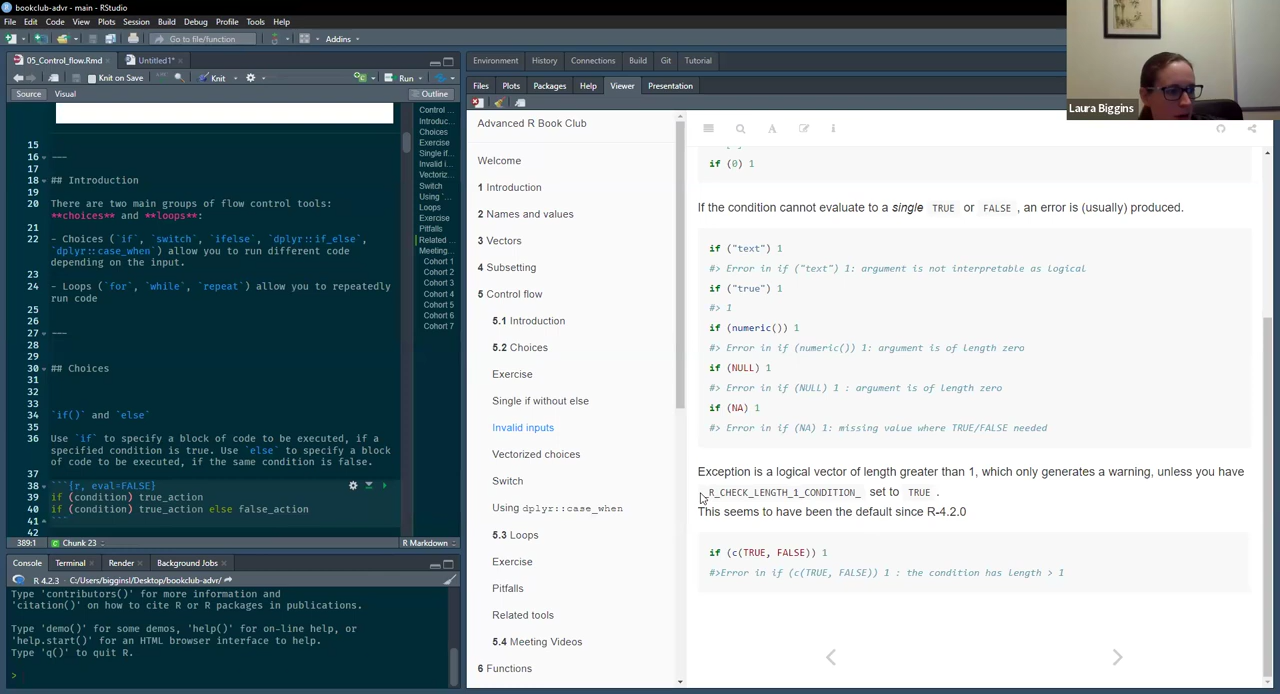 bookclub-advr - main - RStudio
File Edit Code View Plots Session Build Debug Profile Tools Help
Go to file/function
Addins
05_Control_flow.Rmd
Untitled1*
Knit on Save
Knit
Run
Source Visual
Outline
15
16 ---
17
18 ## Introduction
19
20 There are two main groups of flow control tools:
**choices** and **loops**:
21
22 - Choices (`if`, `switch`, `ifelse`, `dplyr::if_else`,
`dplyr::case_when`) allow you to run different code
depending on the input.
23
24 - Loops (`for`, `while`, `repeat`) allow you to repeatedly
run code
25
26
27 ---
28
29
30 ## Choices
31
32
33
34 `if()` and `else`
35
36 Use `if` to specify a block of code to be executed, if a
specified condition is true. Use `else` to specify a block
of code to be executed, if the same condition is false.
37
38 ```{r, eval=FALSE}
39 if (condition) true_action
40 if (condition) true_action else false_action
41 ```
42
389:1 Chunk 23 R Markdown
Control ...
Introduc...
Choices
Exercise
Single if...
Invalid i...
Vectoriz...
Switch
Using `...
Loops
Exercise
Pitfalls
Related ...
Meeting...
Cohort 1
Cohort 2
Cohort 3
Cohort 4
Cohort 5
Cohort 6
Cohort 7
Console Terminal Render Background Jobs
R 4.2.3 · C:/Users/bigginsl/Desktop/bookclub-advr/
Type 'contributors()' for more information and
'citation()' on how to cite R or R packages in publications.
Type 'demo()' for some demos, 'help()' for on-line help, or
'help.start()' for an HTML browser interface to help.
Type 'q()' to quit R.
>
Environment History Connections Build Git Tutorial
Files Plots Packages Help Viewer Presentation
Advanced R Book Club
Welcome
1 Introduction
2 Names and values
3 Vectors
4 Subsetting
5 Control flow
5.1 Introduction
5.2 Choices
Exercise
Single if without else
Invalid inputs
Vectorized choices
Switch
Using dplyr::case_when
5.3 Loops
Exercise
Pitfalls
Related tools
5.4 Meeting Videos
6 Functions
if (0) 1
If the condition cannot evaluate to a single TRUE or FALSE , an error is (usually) produced.
if ("text") 1
#> Error in if ("text") 1: argument is not interpretable as logical
if ("true") 1
#> 1
if (numeric()) 1
#> Error in if (numeric()) 1: argument is of length zero
if (NULL) 1
#> Error in if (NULL) 1 : argument is of length zero
if (NA) 1
#> Error in if (NA) 1: missing value where TRUE/FALSE needed
Exception is a logical vector of length greater than 1, which only generates a warning, unless you have
_R_CHECK_LENGTH_1_CONDITION_ set to TRUE .
This seems to have been the default since R-4.2.0
if (c(TRUE, FALSE)) 1
#>Error in if (c(TRUE, FALSE)) 1 : the condition has length > 1
Laura Biggins